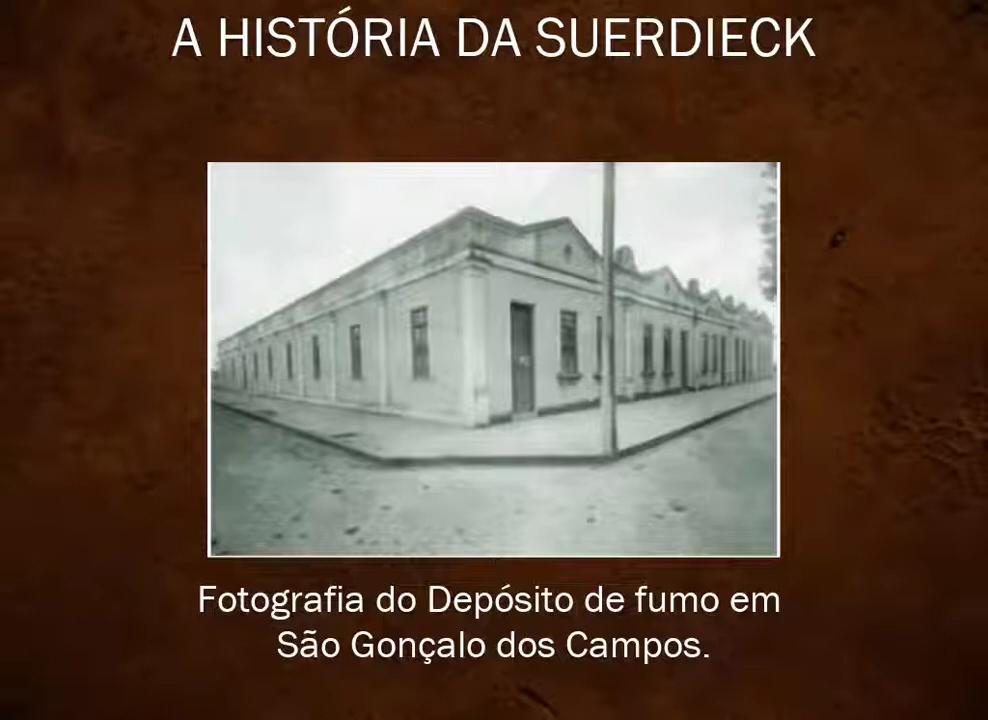 A HISTÓRIA DA SUERDIECK
Fotografia do Depósito de fumo em
São Gonçalo dos Campos.